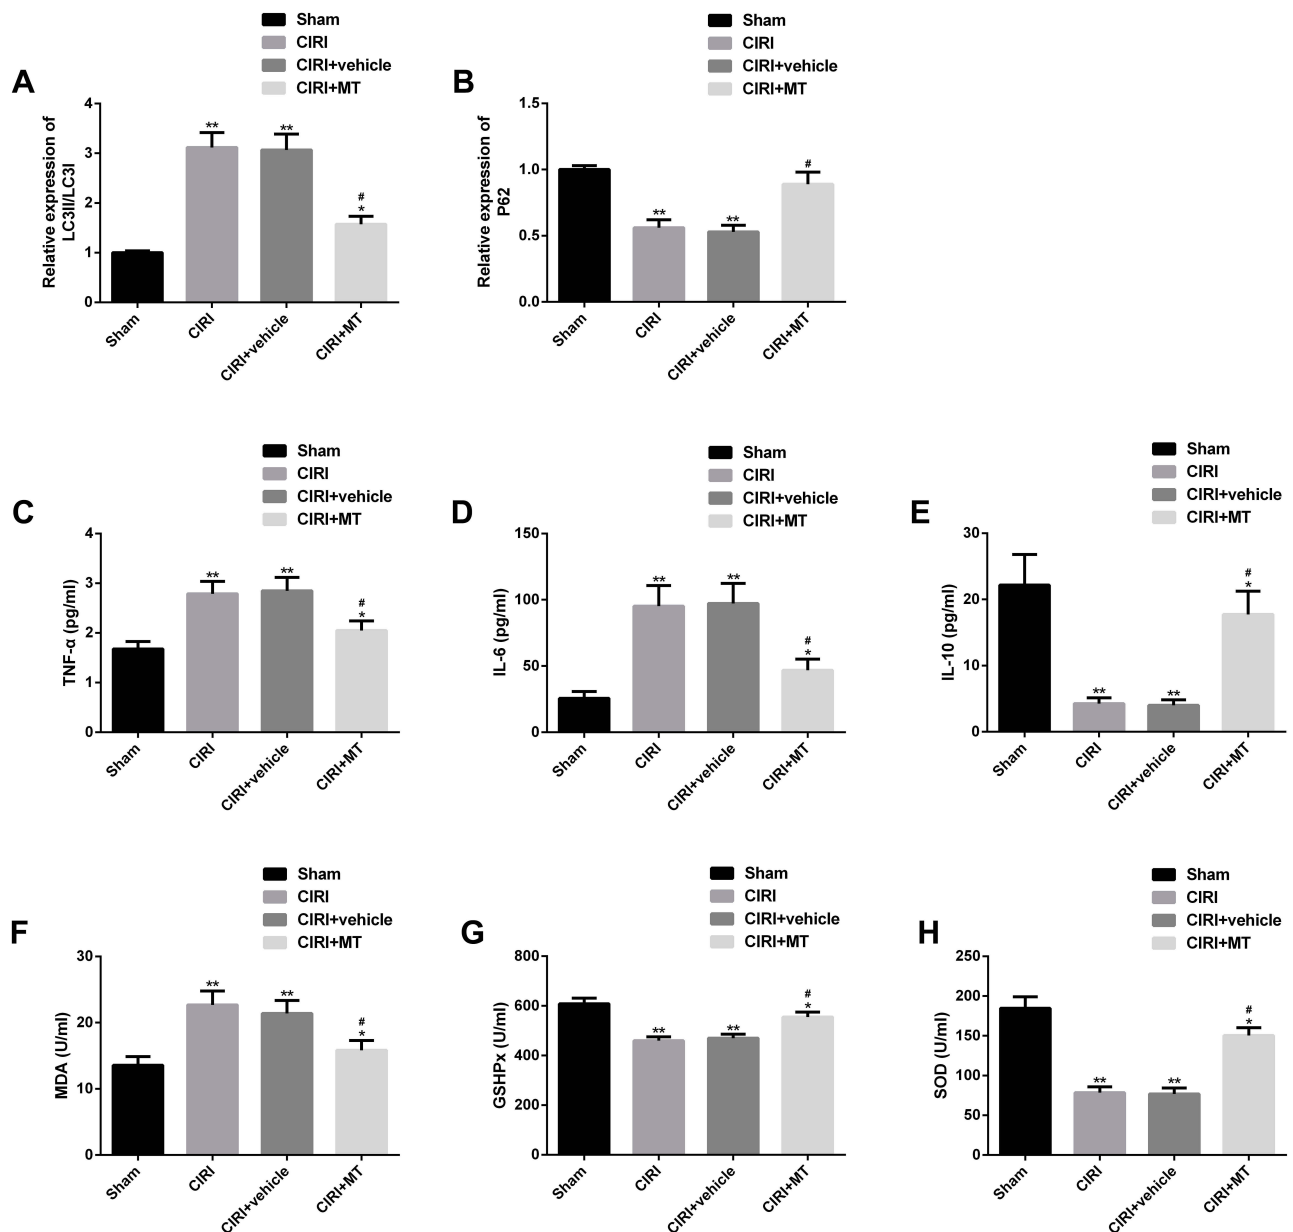 A
Sham
CIRI
CIRI+vehicle
CIRI+MT
Relative expression of
LC3II/LC3I
4
3
2
1
0
**
**
#
*
Sham
CIRI
CIRI+vehicle
CIRI+MT
B
Sham
CIRI
CIRI+vehicle
CIRI+MT
Relative expression of
P62
1.5
1.0
0.5
0.0
**
**
#
Sham
CIRI
CIRI+vehicle
CIRI+MT
C
Sham
CIRI
CIRI+vehicle
CIRI+MT
TNF-α (pg/ml)
4
3
2
1
0
**
**
#
*
Sham
CIRI
CIRI+vehicle
CIRI+MT
D
Sham
CIRI
CIRI+vehicle
CIRI+MT
IL-6 (pg/ml)
150
100
50
0
**
**
#
*
Sham
CIRI
CIRI+vehicle
CIRI+MT
E
Sham
CIRI
CIRI+vehicle
CIRI+MT
IL-10 (pg/ml)
30
20
10
0
**
**
#
*
Sham
CIRI
CIRI+vehicle
CIRI+MT
F
Sham
CIRI
CIRI+vehicle
CIRI+MT
MDA (U/ml)
30
20
10
0
**
**
#
*
Sham
CIRI
CIRI+vehicle
CIRI+MT
G
Sham
CIRI
CIRI+vehicle
CIRI+MT
GSHPx (U/ml)
800
600
400
200
0
**
**
#
*
Sham
CIRI
CIRI+vehicle
CIRI+MT
H
Sham
CIRI
CIRI+vehicle
CIRI+MT
SOD (U/ml)
250
200
150
100
50
0
**
**
#
*
Sham
CIRI
CIRI+vehicle
CIRI+MT